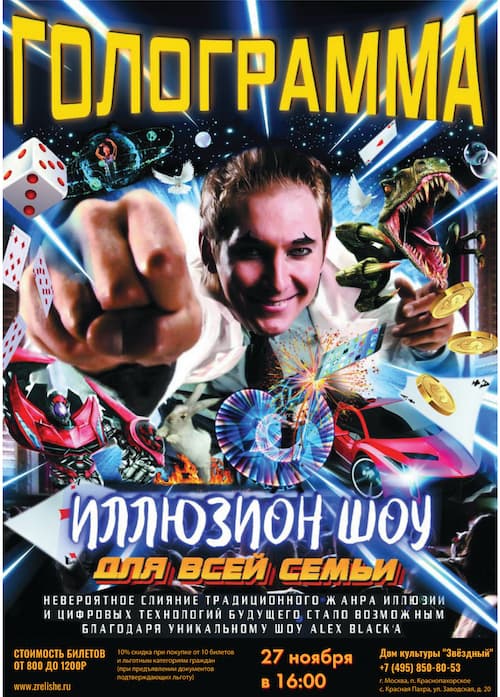 ГОЛОГРАММА
ИЛЛЮЗИОН ШОУ
ДЛЯ ВСЕЙ СЕМЬИ
НЕВЕРОЯТНОЕ СЛИЯНИЕ ТРАДИЦИОННОГО ЖАНРА ИЛЛЮЗИИ
И ЦИФРОВЫХ ТЕХНОЛОГИЙ БУДУЩЕГО СТАЛО ВОЗМОЖНЫМ
БЛАГОДАРЯ УНИКАЛЬНОМУ ШОУ ALEX BLACK'А
СТОИМОСТЬ БИЛЕТОВ
ОТ 800 ДО 1200Р
www.zrelishe.ru
10% скидка при покупке от 10 билетов
и льготным категориям граждан
(при предъявлении документов
подтверждающих льготу)
27 ноября
в 16:00
Дом культуры "Звёздный"
+7 (495) 850-80-53
г. Москва, п. Краснопахорское
с. Красная Пахра, ул. Заводская, д. 20